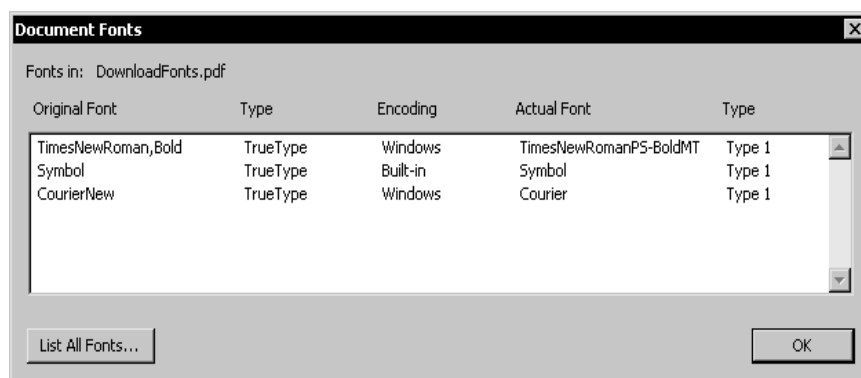 Document Fonts
Fonts in: DownloadFonts.pdf
Original Font Type Encoding Actual Font Type
TimesNewRoman,Bold TrueType Windows TimesNewRomanPS-BoldMT Type 1
Symbol TrueType Built-in Symbol Type 1
CourierNew TrueType Windows Courier Type 1
List All Fonts... OK